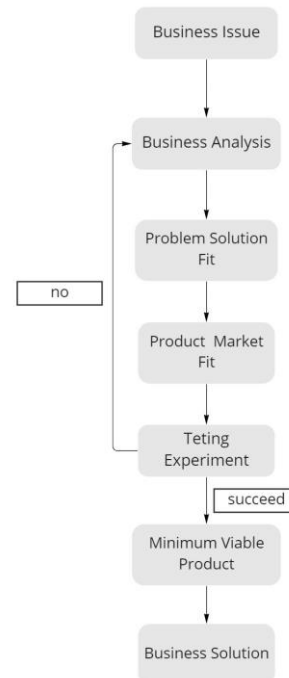 Business Issue
Business Analysis
Problem Solution
Fit
no
Product Market
Fit
Teting
Experiment
succeed
Minimum Viable
Product
Business Solution